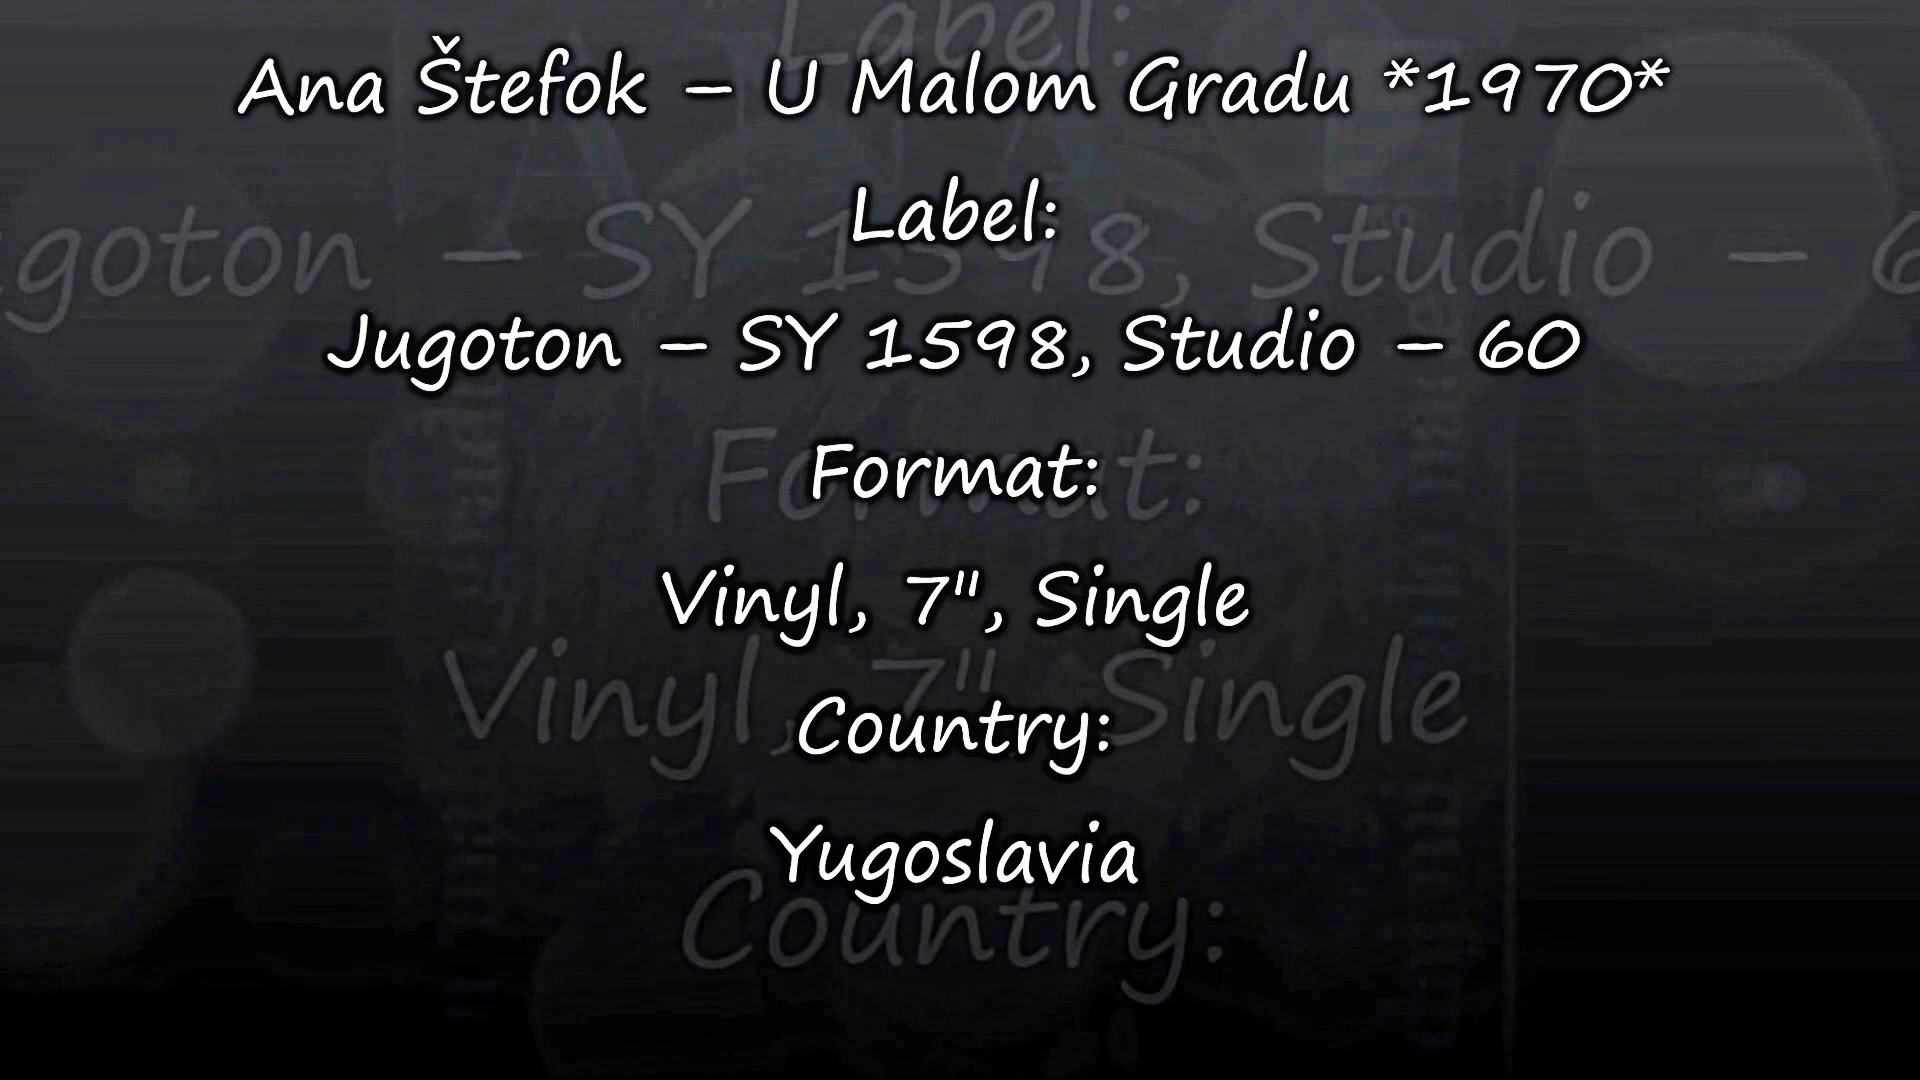 Ana Štefok – U Malom Gradu *1970*
Label:
Jugoton – SY 1598, Studio – 60
Format:
Vinyl, 7", Single
Country:
Yugoslavia